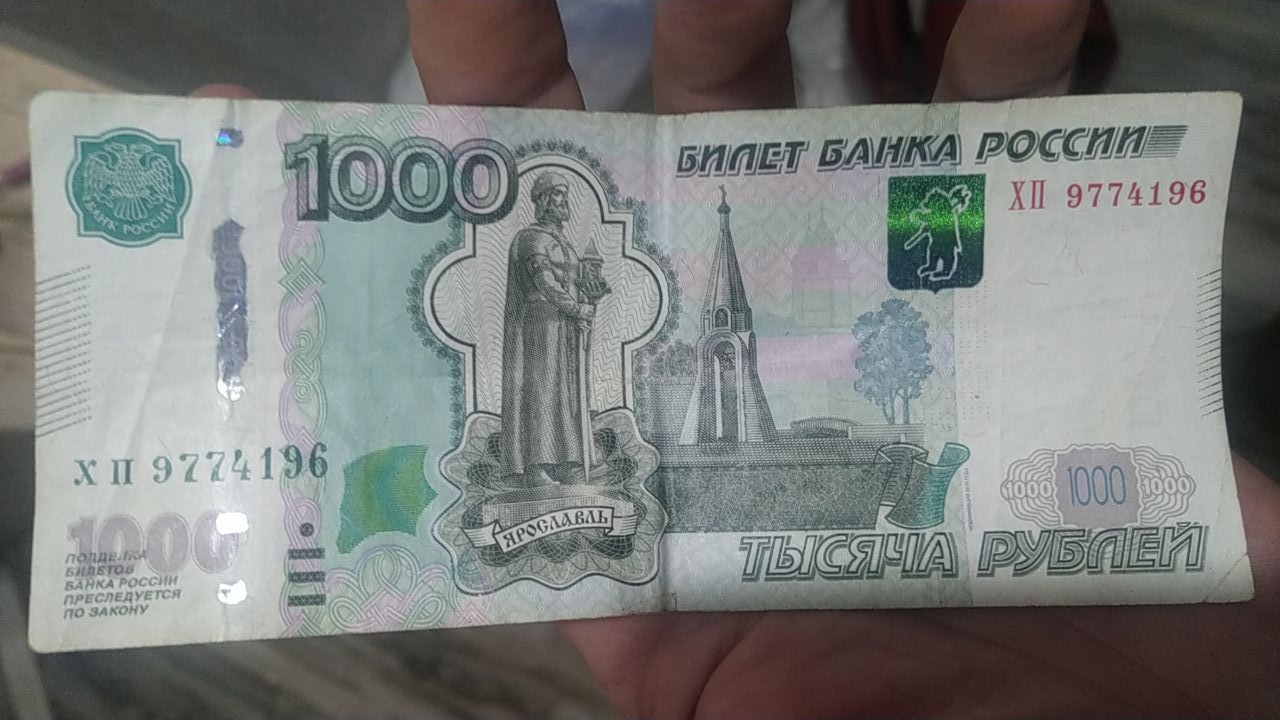 БАНК РОССИИ
1000
БИЛЕТ БАНКА РОССИИ
ХП 9774196
ХП 9774196
1000
ПОДДЕЛКА
БИЛЕТОВ
БАНКА РОССИИ
ПРЕСЛЕДУЕТСЯ
ПО ЗАКОНУ
ЯРОСЛАВЛЬ
1000 1000 1000
ТЫСЯЧА РУБЛЕЙ